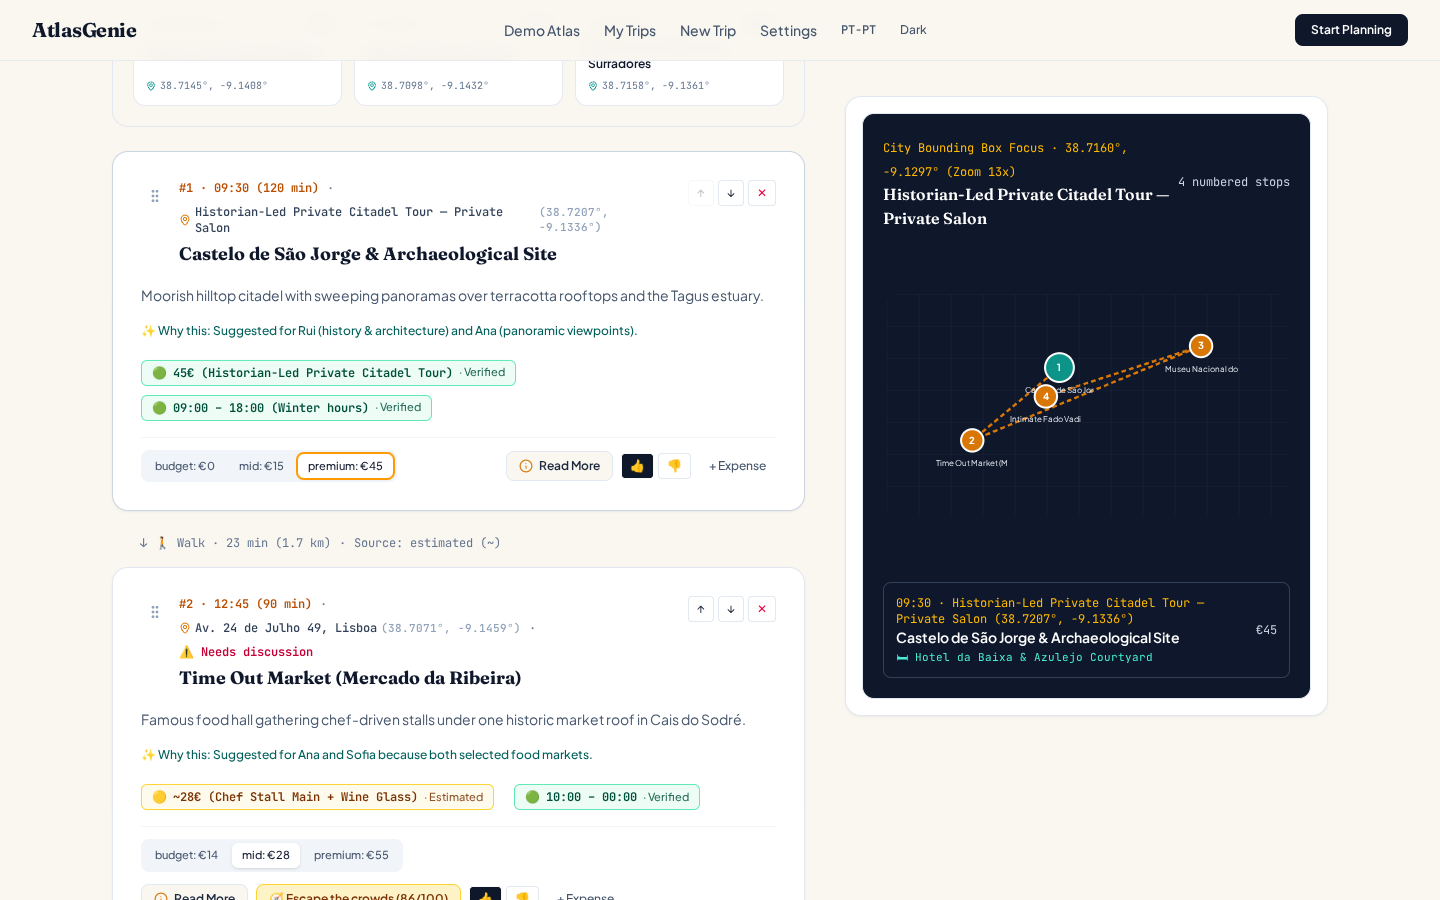 AtlasGenie
Demo Atlas
My Trips
New Trip
Settings
PT-PT
Dark
Start Planning
Surradores
38.7145°, -9.1408°
38.7098°, -9.1432°
38.7158°, -9.1361°
#1 · 09:30 (120 min) ·
Historian-Led Private Citadel Tour — Private
Salon
(38.7207°,
-9.1336°)
↑ ↓ ✕
Castelo de São Jorge & Archaeological Site
Moorish hilltop citadel with sweeping panoramas over terracotta rooftops and the Tagus estuary.
✨ Why this: Suggested for Rui (history & architecture) and Ana (panoramic viewpoints).
45€ (Historian-Led Private Citadel Tour) · Verified
09:00 – 18:00 (Winter hours) · Verified
budget: €0
mid: €15
premium: €45
Read More
👍 👎
+ Expense
↓ 🚶 Walk · 23 min (1.7 km) · Source: estimated (~)
#2 · 12:45 (90 min) ·
Av. 24 de Julho 49, Lisboa (38.7071°, -9.1459°) ·
⚠️ Needs discussion
↑ ↓ ✕
Time Out Market (Mercado da Ribeira)
Famous food hall gathering chef-driven stalls under one historic market roof in Cais do Sodré.
✨ Why this: Suggested for Ana and Sofia because both selected food markets.
~28€ (Chef Stall Main + Wine Glass) · Estimated
10:00 – 00:00 · Verified
budget: €14
mid: €28
premium: €55
Read More
🧭 Escape the crowds (86/100)
👍 👎
+ Expense
City Bounding Box Focus · 38.7160°,
-9.1297° (Zoom 13x)
Historian-Led Private Citadel Tour —
Private Salon
4 numbered stops
3
Museu Nacional do
1
de São Jor
4
Intimate Fado Vadi
2
Time Out Market (M
09:30 · Historian-Led Private Citadel Tour —
Private Salon (38.7207°, -9.1336°)
Castelo de São Jorge & Archaeological Site
🛏 Hotel da Baixa & Azulejo Courtyard
€45